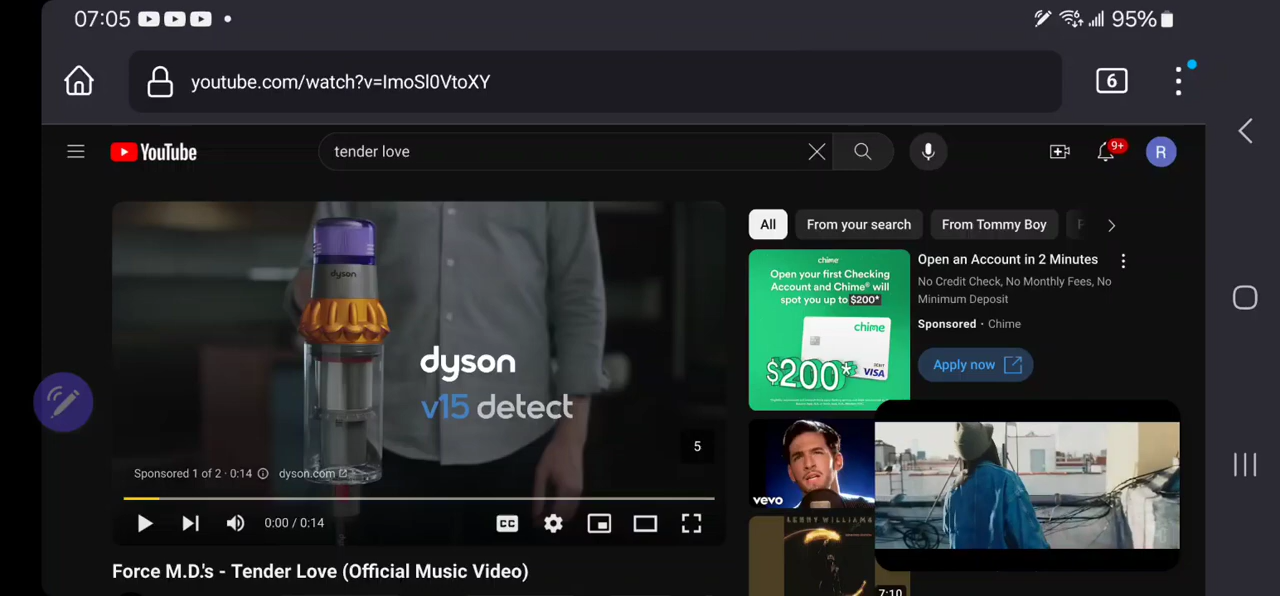 07:05
95%
youtube.com/watch?v=ImoSl0VtoXY
6
YouTube
tender love
9+
R
All
From your search
From Tommy Boy
dyson
dyson
v15 detect
5
Sponsored 1 of 2 · 0:14
dyson.com
0:00 / 0:14
CC
Force M.D.'s - Tender Love (Official Music Video)
chime
Open your first Checking
Account and Chime® will
spot you up to $200*
chime
VISA
$200*
Open an Account in 2 Minutes
No Credit Check, No Monthly Fees, No
Minimum Deposit
Sponsored · Chime
Apply now
vevo
LENNY WILLIAMS
7:10